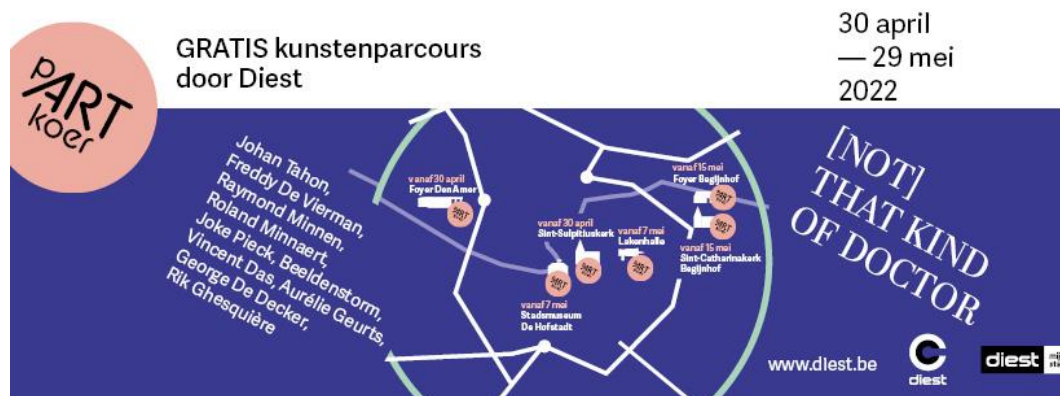 pART
koer
GRATIS kunstenparcours
door Diest
30 april
— 29 mei
2022
Johan Tahon,
Freddy De Vierman,
Raymond Minnen,
Roland Minnaert,
Joke Pieck, Beeldenstorm,
Vincent Das, Aurélie Geurts,
George De Decker,
Rik Ghesquière
vanaf 30 april
Foyer Den Amer
vanaf 30 april
Sint-Sulpitiuskerk
vanaf 7 mei
Lakenhalle
vanaf 15 mei
Foyer Begijnhof
vanaf 15 mei
Sint-Catharinakerk
Begijnhof
vanaf 7 mei
Stadsmuseum
De Hofstadt
[NOT]
THAT KIND
OF DOCTOR
www.diest.be
diest
diest